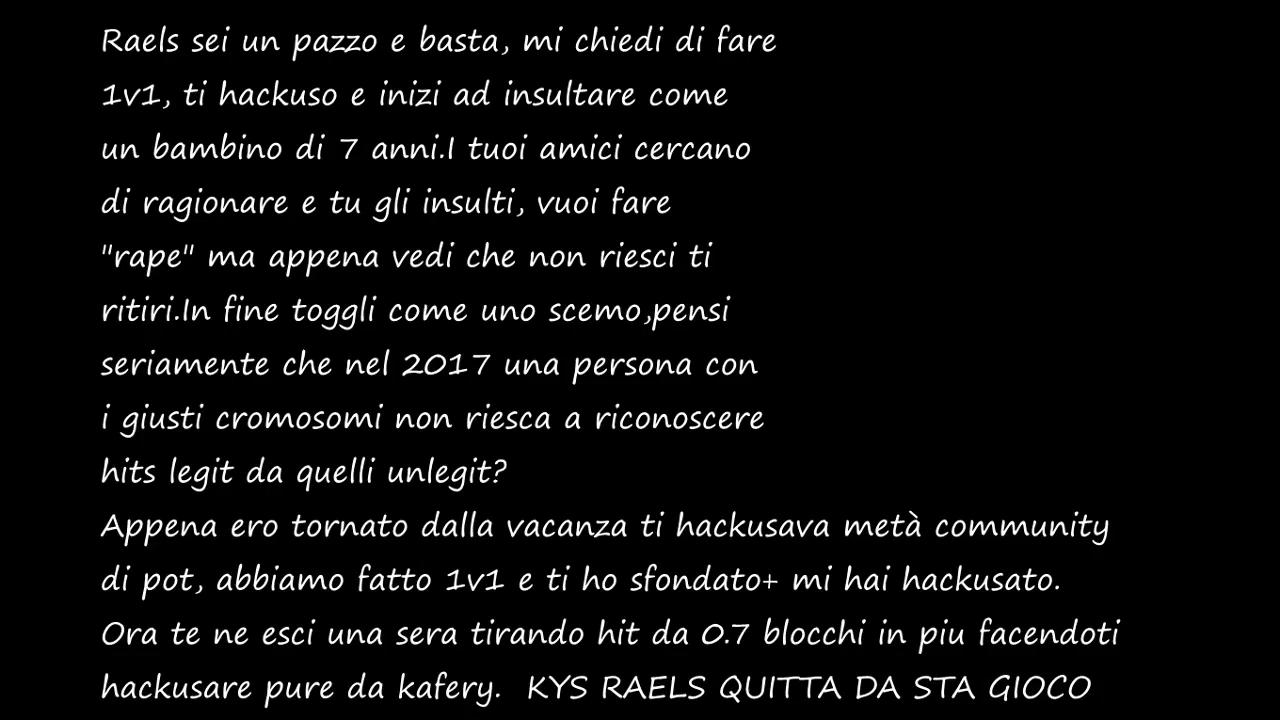 Raels sei un pazzo e basta, mi chiedi di fare
1v1, ti hackuso e inizi ad insultare come
un bambino di 7 anni.I tuoi amici cercano
di ragionare e tu gli insulti, vuoi fare
"rape" ma appena vedi che non riesci ti
ritiri.In fine toggli come uno scemo,pensi
seriamente che nel 2017 una persona con
i giusti cromosomi non riesca a riconoscere
hits legit da quelli unlegit?
Appena ero tornato dalla vacanza ti hackusava metà community
di pot, abbiamo fatto 1v1 e ti ho sfondato+ mi hai hackusato.
Ora te ne esci una sera tirando hit da 0.7 blocchi in piu facendoti
hackusare pure da kafery.  KYS RAELS QUITTA DA STA GIOCO